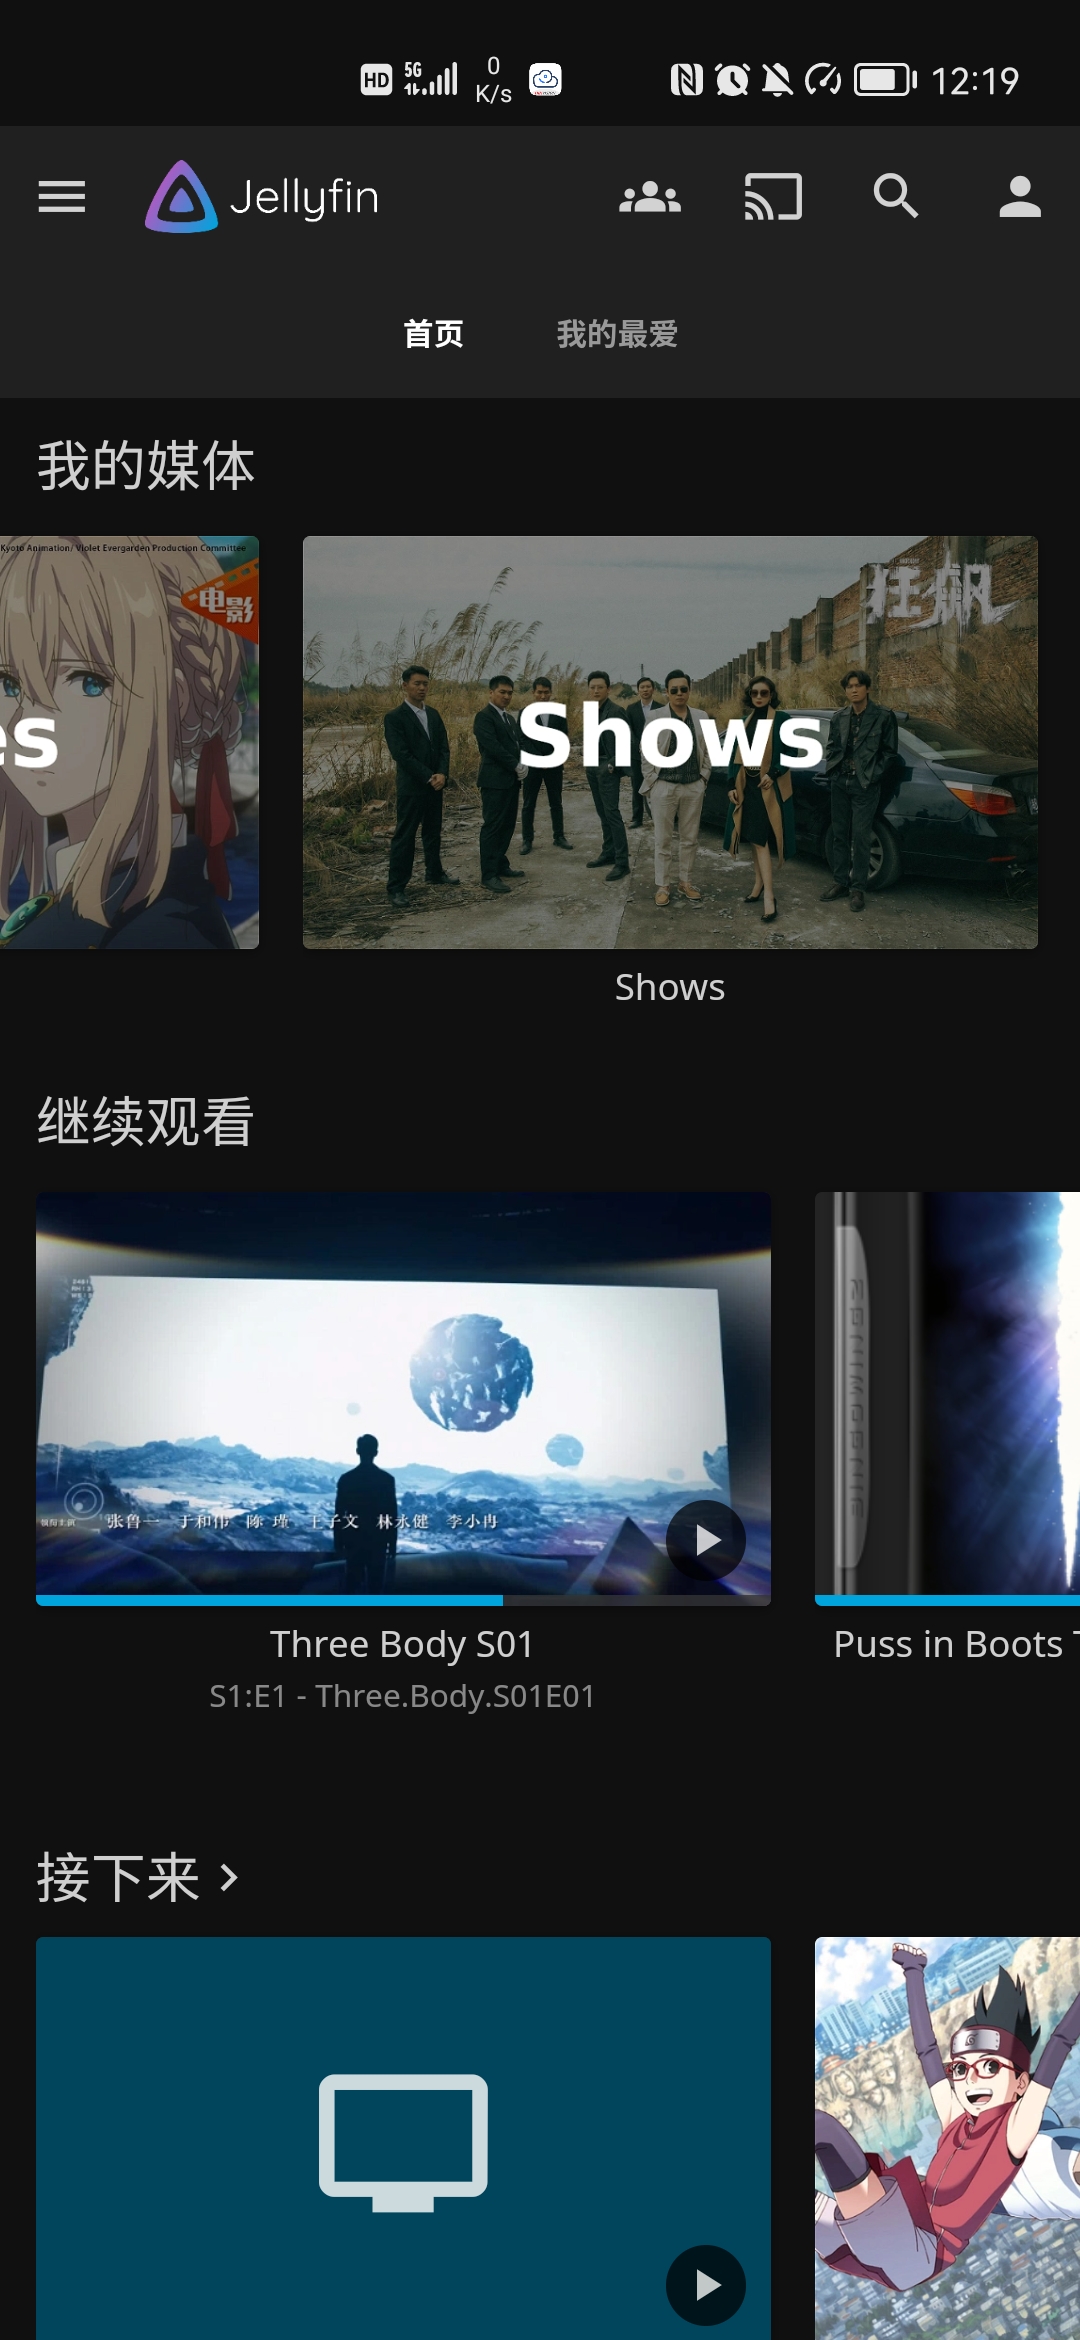 HD 5G 0 K/s 12:19
Jellyfin
首页 我的最爱
我的媒体
Kyoto Animation/ Violet Evergarden Production Committee
电影
es
狂飙
Shows
Shows
继续观看
张鲁一 于和伟 陈瑾 王子文 林永健 李小冉
Three Body S01
S1:E1 - Three.Body.S01E01
Puss in Boots T
接下来